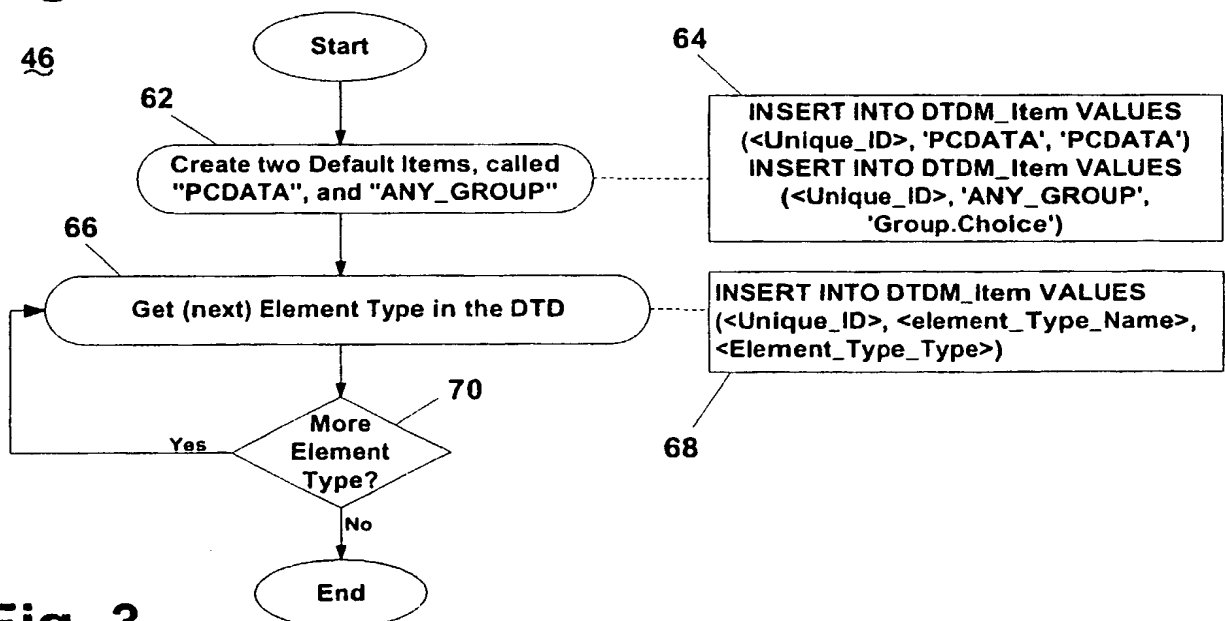 46
Start
62
Create two Default Items, called
"PCDATA", and "ANY_GROUP"
64
INSERT INTO DTDM_Item VALUES
(<Unique_ID>, 'PCDATA', 'PCDATA')
INSERT INTO DTDM_Item VALUES
(<Unique_ID>, 'ANY_GROUP',
'Group.Choice')
66
Get (next) Element Type in the DTD
INSERT INTO DTDM_Item VALUES
(<Unique_ID>, <element_Type_Name>,
<Element_Type_Type>)
68
70
More
Element
Type?
Yes
No
End